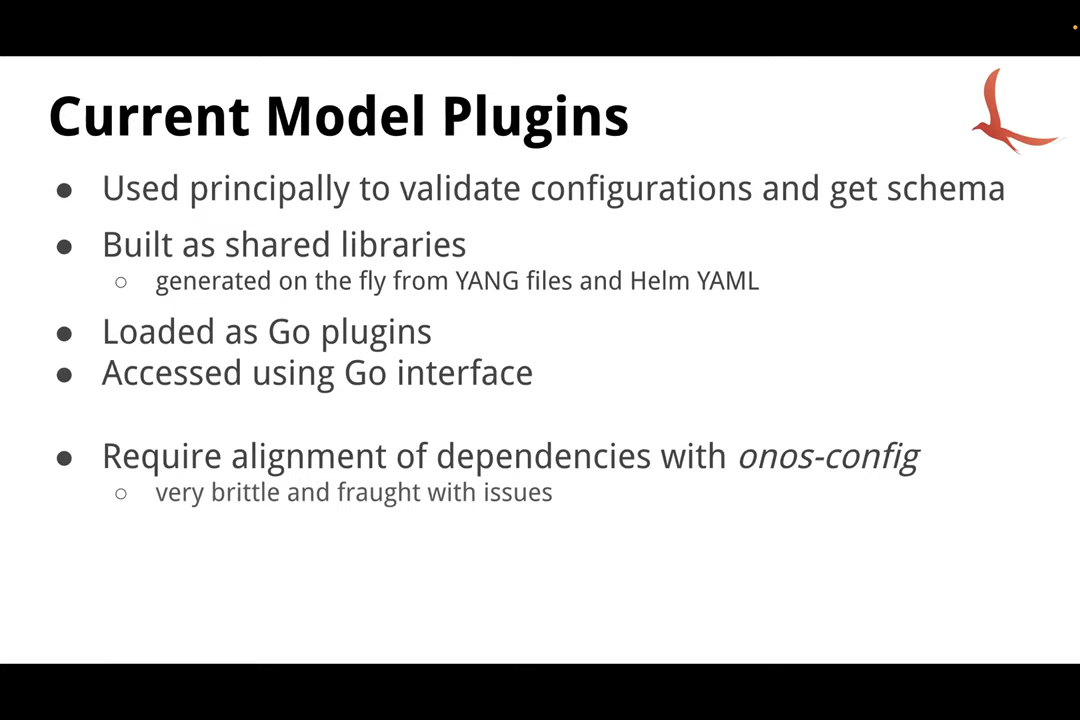 Current Model Plugins
● Used principally to validate configurations and get schema
● Built as shared libraries
○ generated on the fly from YANG files and Helm YAML
● Loaded as Go plugins
● Accessed using Go interface
● Require alignment of dependencies with onos-config
○ very brittle and fraught with issues